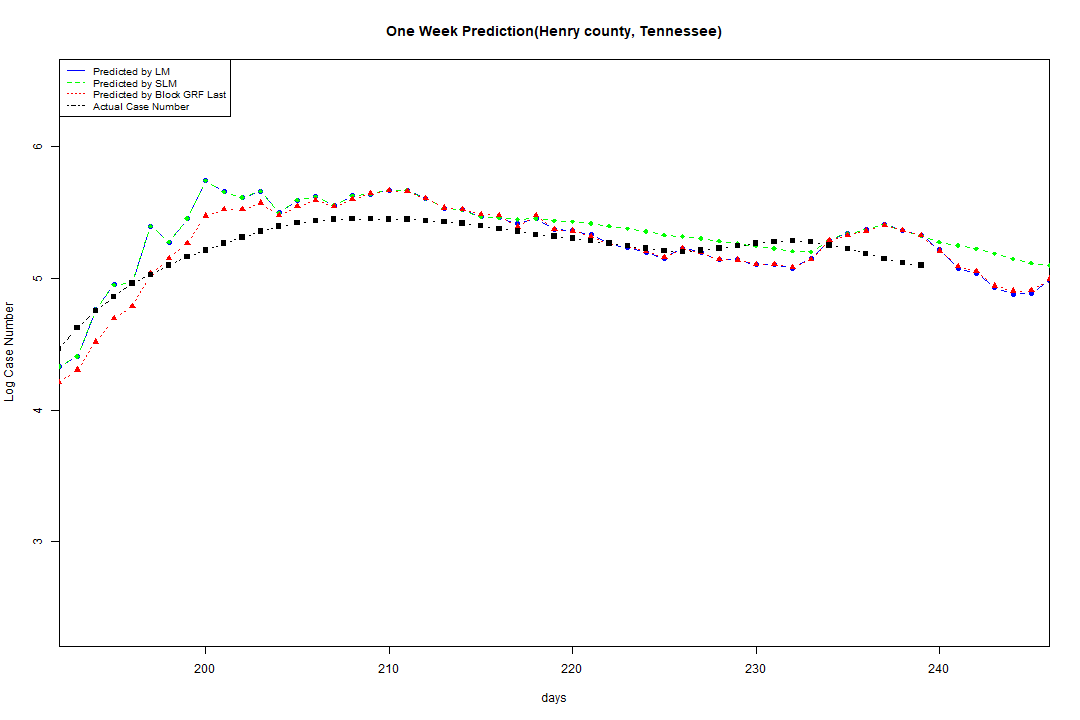 One Week Prediction(Henry county, Tennessee)
Predicted by LM
Predicted by SLM
Predicted by Block GRF Last
Actual Case Number
6
5
4
3
Log Case Number
200 210 220 230 240
days